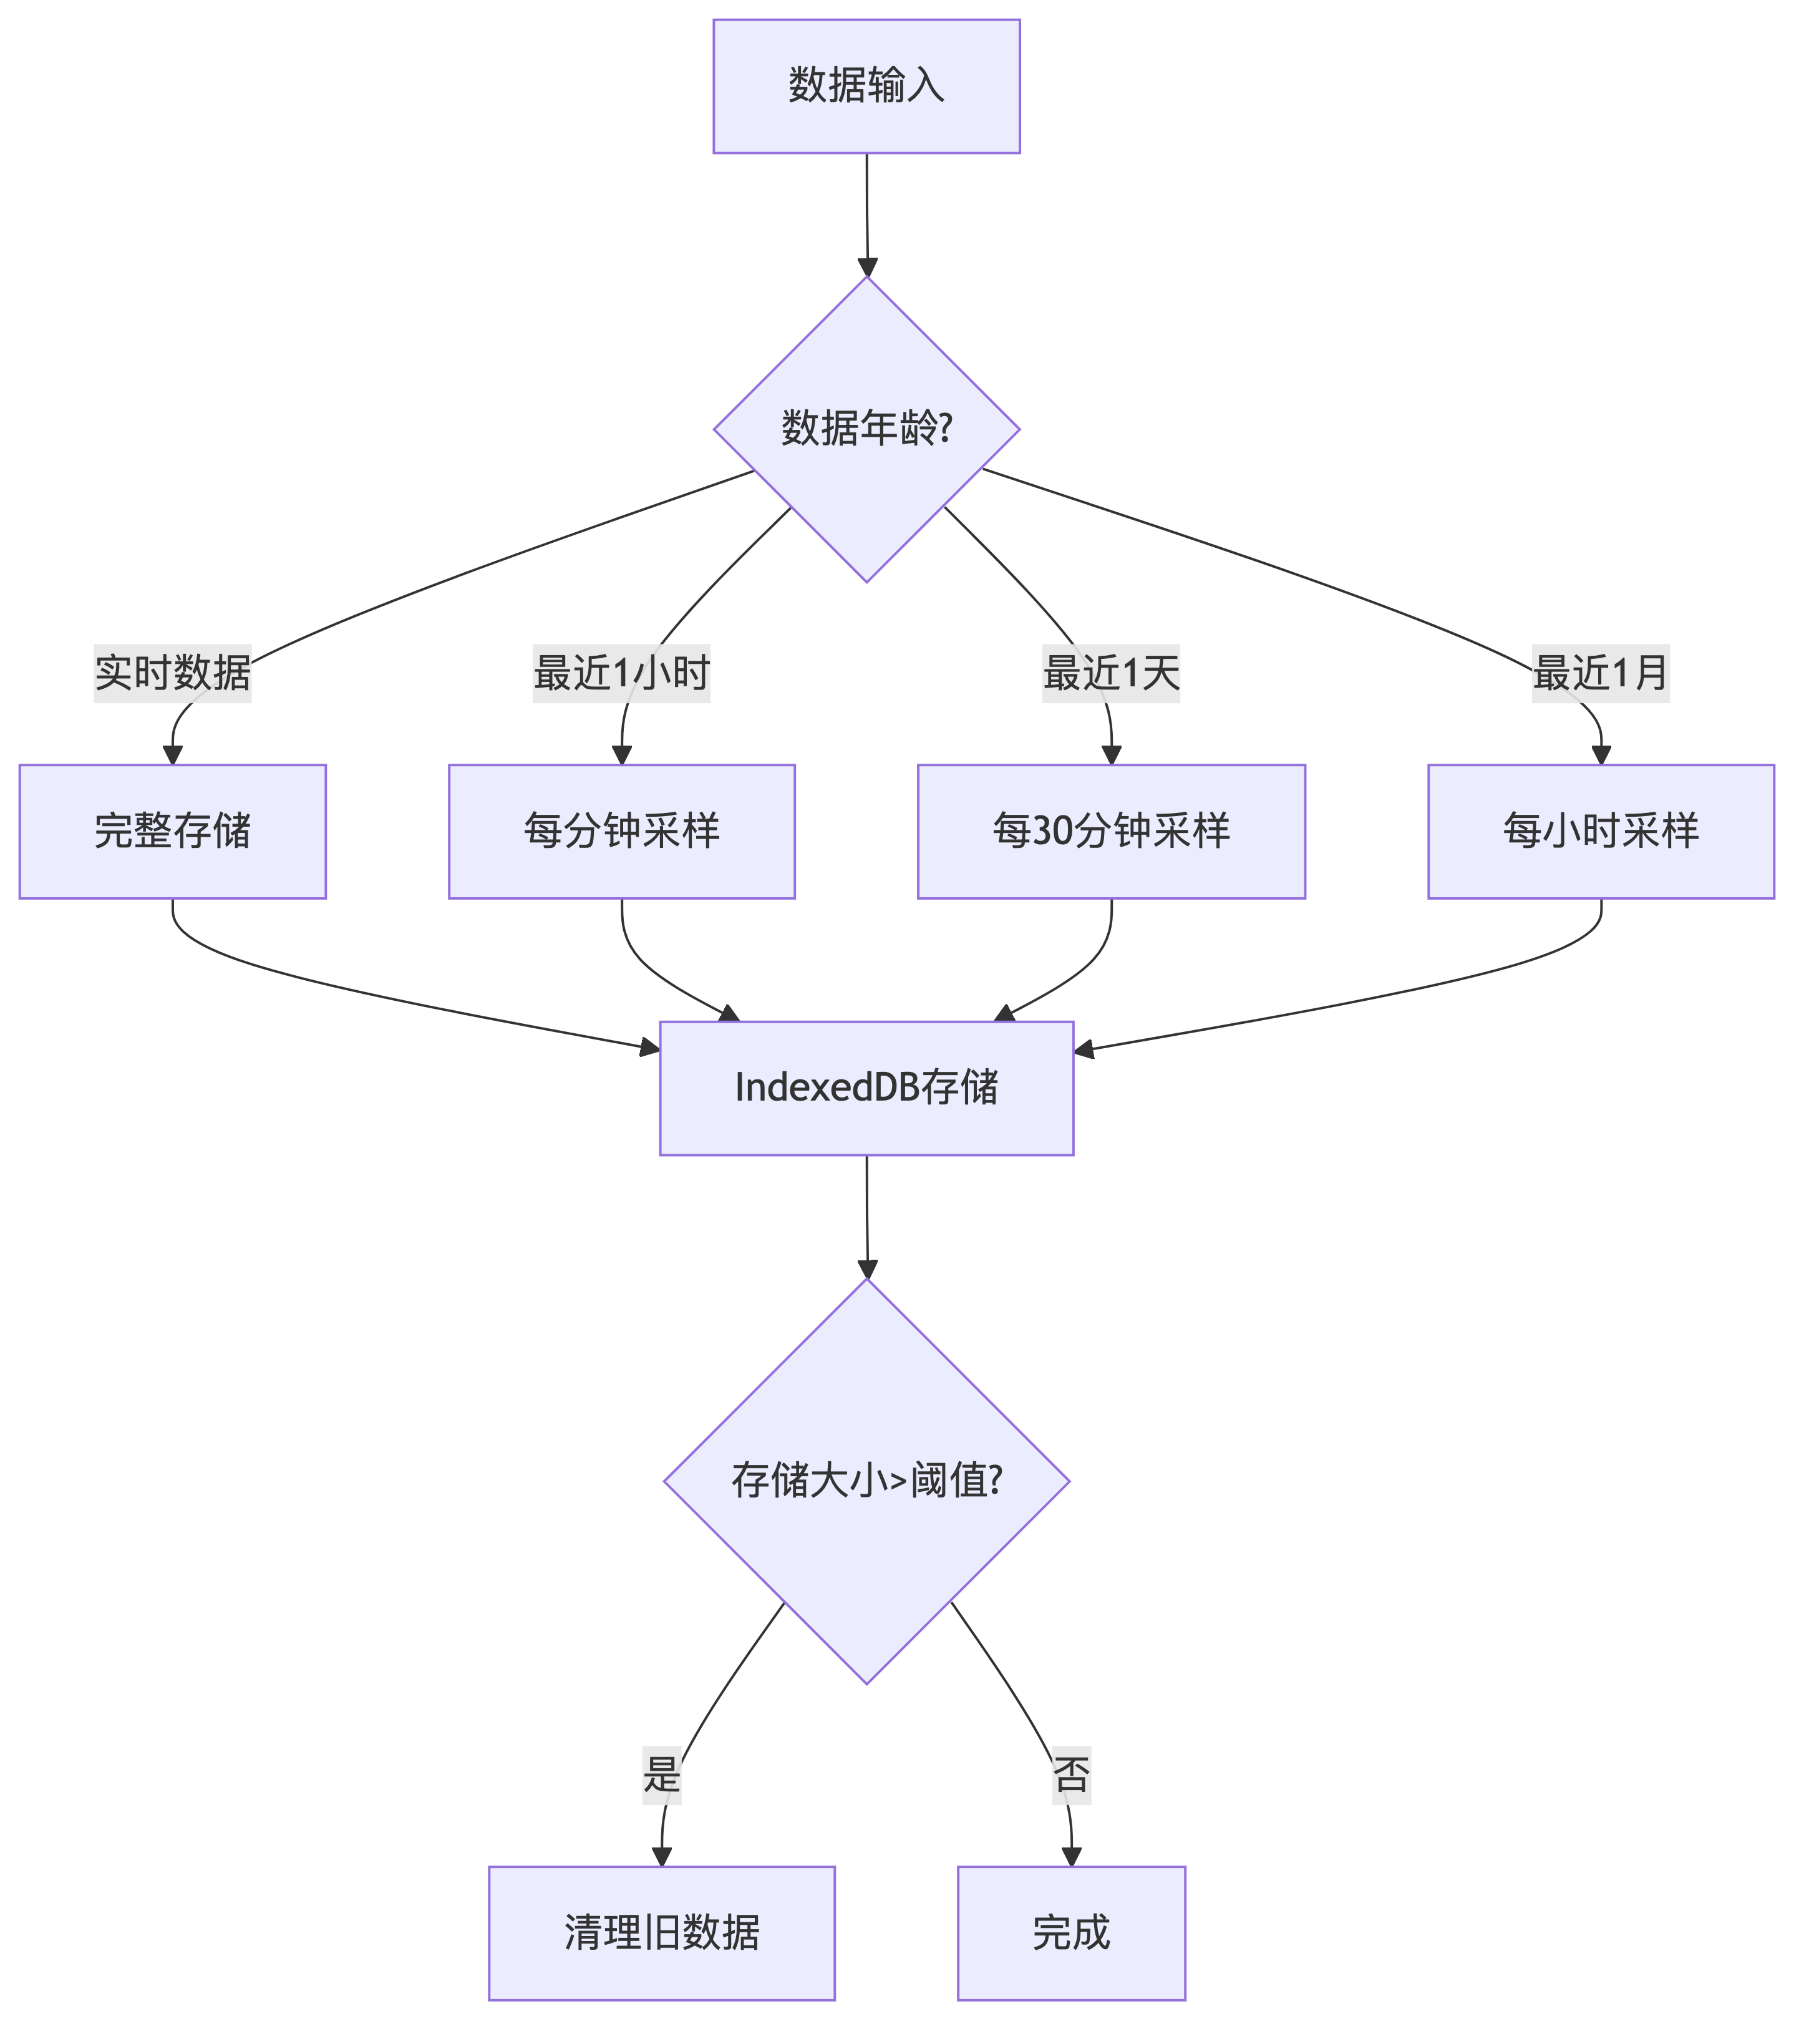 数据输入
数据年龄?
实时数据
最近1小时
最近1天
最近1月
完整存储
每分钟采样
每30分钟采样
每小时采样
IndexedDB存储
存储大小>阈值?
是
否
清理旧数据
完成